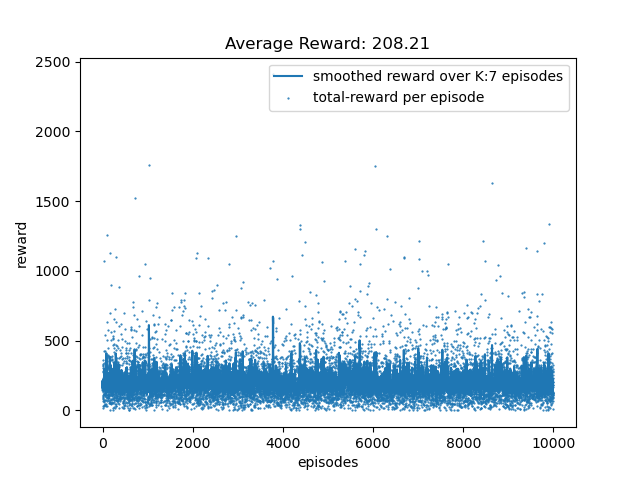 Average Reward: 208.21
smoothed reward over K:7 episodes
total-reward per episode
2500
2000
1500
1000
500
0
reward
0 2000 4000 6000 8000 10000
episodes